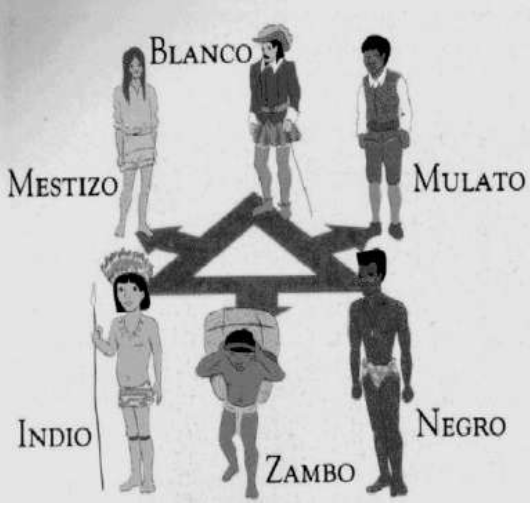 BLANCO
MESTIZO
MULATO
INDIO
NEGRO
ZAMBO